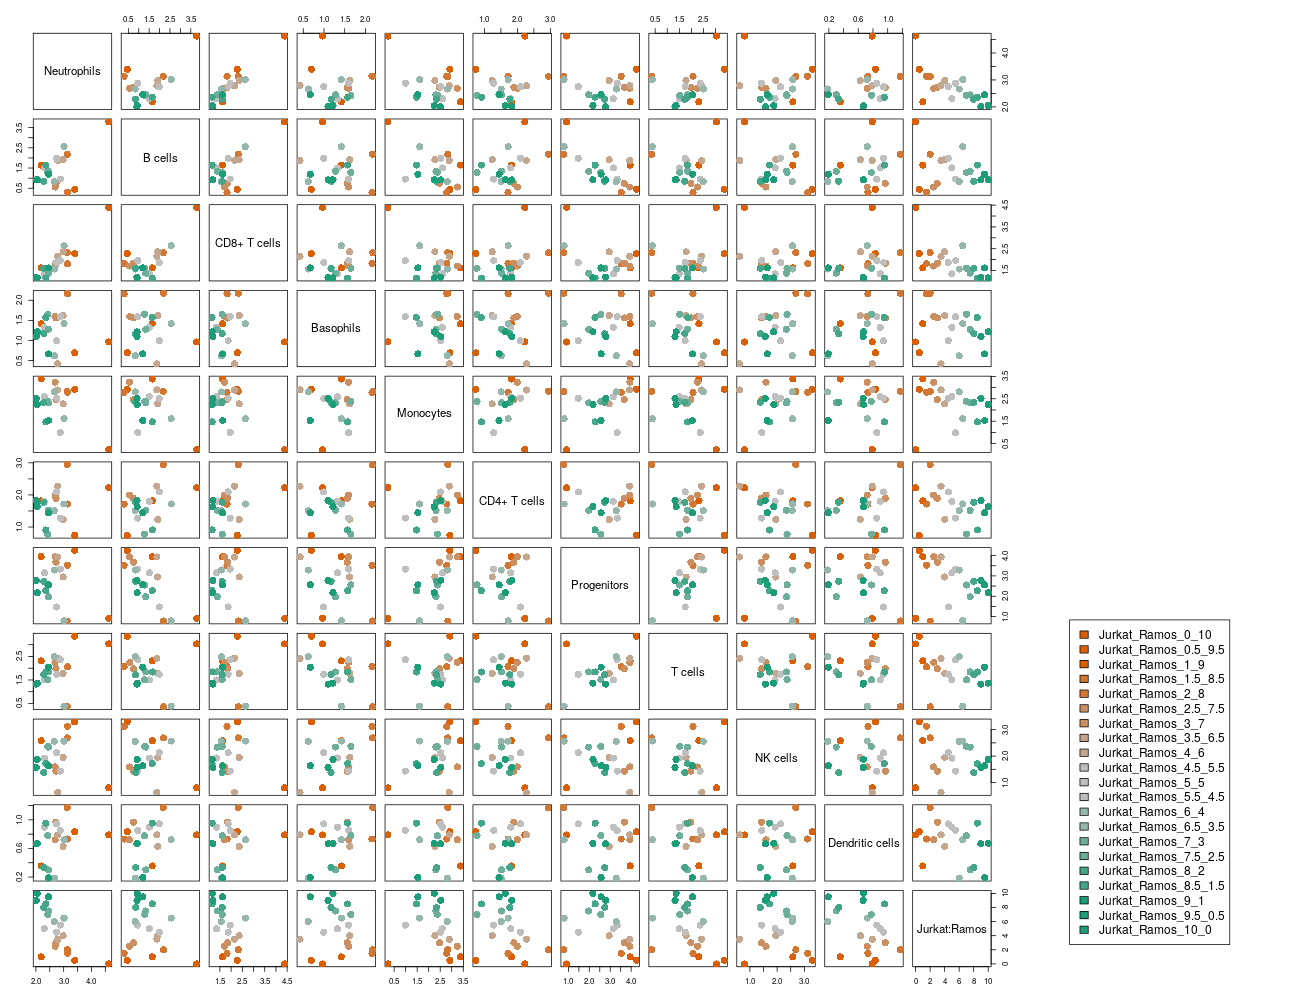 0.5 1.5 2.5 3.5 0.5 1.0 1.5 2.0 1.0 2.0 3.0 0.5 1.5 2.5 0.2 0.6 1.0
Neutrophils
2.0 3.0 4.0
B cells
0.5 1.5 2.5 3.5
CD8+ T cells
1.5 2.5 3.5 4.5
Basophils
0.5 1.0 1.5 2.0
Monocytes
0.5 1.5 2.5 3.5
CD4+ T cells
1.0 2.0 3.0
Progenitors
1.0 2.0 3.0 4.0
T cells
0.5 1.5 2.5
NK cells
1.0 2.0 3.0
Dendritic cells
0.2 0.6 1.0
Jurkat:Ramos
0 2 4 6 8 10
2.0 3.0 4.0 1.5 2.5 3.5 4.5 0.5 1.5 2.5 3.5 1.0 2.0 3.0 4.0 1.0 2.0 3.0 0 2 4 6 8 10
Jurkat_Ramos_0_10
Jurkat_Ramos_0.5_9.5
Jurkat_Ramos_1_9
Jurkat_Ramos_1.5_8.5
Jurkat_Ramos_2_8
Jurkat_Ramos_2.5_7.5
Jurkat_Ramos_3_7
Jurkat_Ramos_3.5_6.5
Jurkat_Ramos_4_6
Jurkat_Ramos_4.5_5.5
Jurkat_Ramos_5_5
Jurkat_Ramos_5.5_4.5
Jurkat_Ramos_6_4
Jurkat_Ramos_6.5_3.5
Jurkat_Ramos_7_3
Jurkat_Ramos_7.5_2.5
Jurkat_Ramos_8_2
Jurkat_Ramos_8.5_1.5
Jurkat_Ramos_9_1
Jurkat_Ramos_9.5_0.5
Jurkat_Ramos_10_0